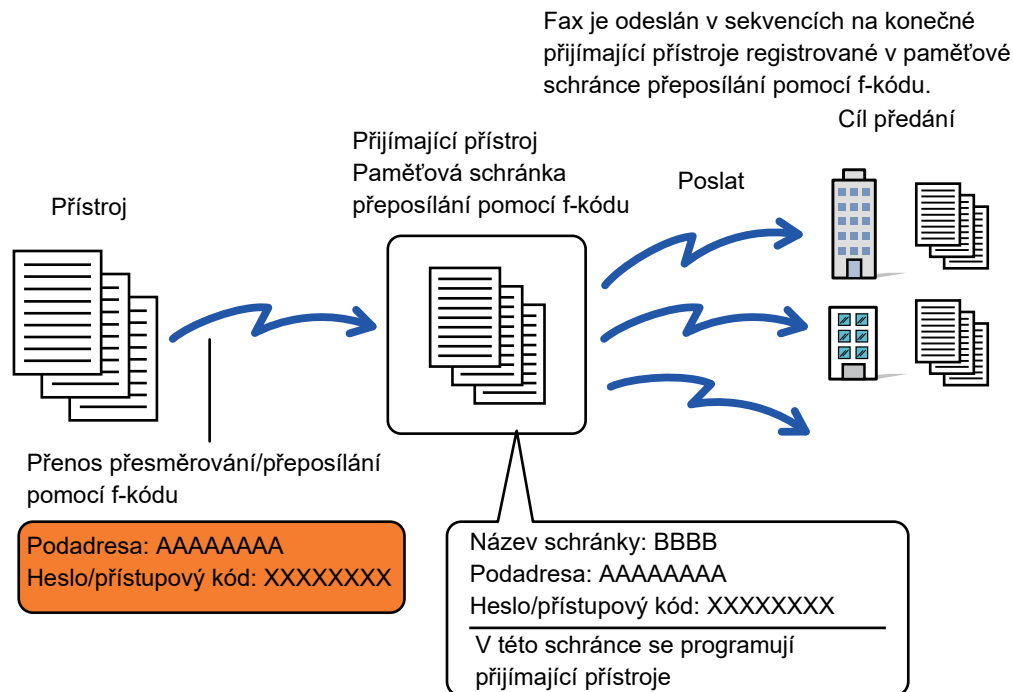 Fax je odeslán v sekvencích na konečné
přijímající přístroje registrované v paměťové
schránce přeposílání pomocí f-kódu.
Cíl předání
Přijímající přístroj
Paměťová schránka
přeposílání pomocí f-kódu
Poslat
Přístroj
Přenos přesměrování/přeposílání
pomocí f-kódu
Podadresa: AAAAAAAA
Heslo/přístupový kód: XXXXXXXX
Název schránky: BBBB
Podadresa: AAAAAAAA
Heslo/přístupový kód: XXXXXXXX
V této schránce se programují
přijímající přístroje